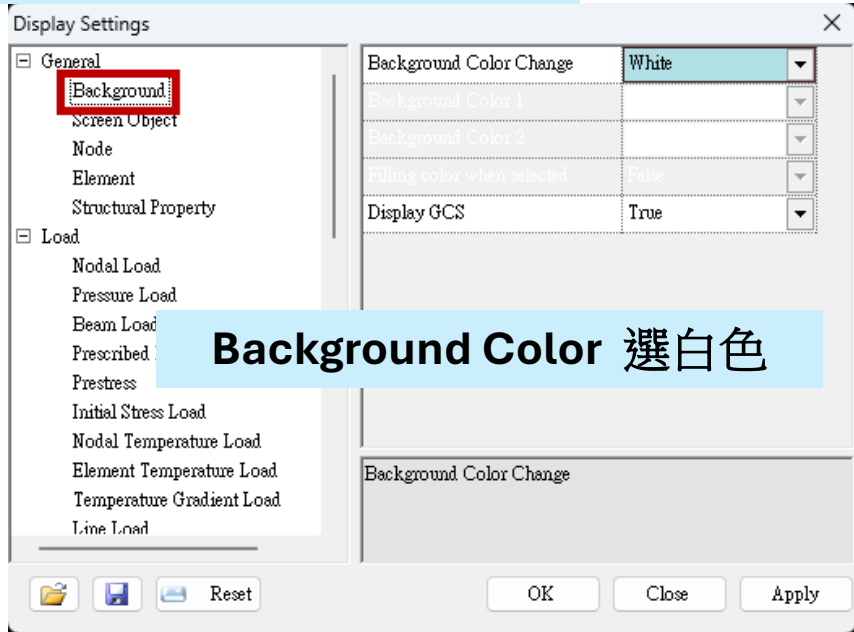 Display Settings
General
Background
Screen Object
Node
Element
Structural Property
Load
Nodal Load
Pressure Load
Beam Load
Prescribed
Prestress
Initial Stress Load
Nodal Temperature Load
Element Temperature Load
Temperature Gradient Load
Line Load
Background Color Change White
Background Color 1
Background Color 2
Filling color when selected False
Display GCS True
Background Color 選白色
Background Color Change
Reset OK Close Apply